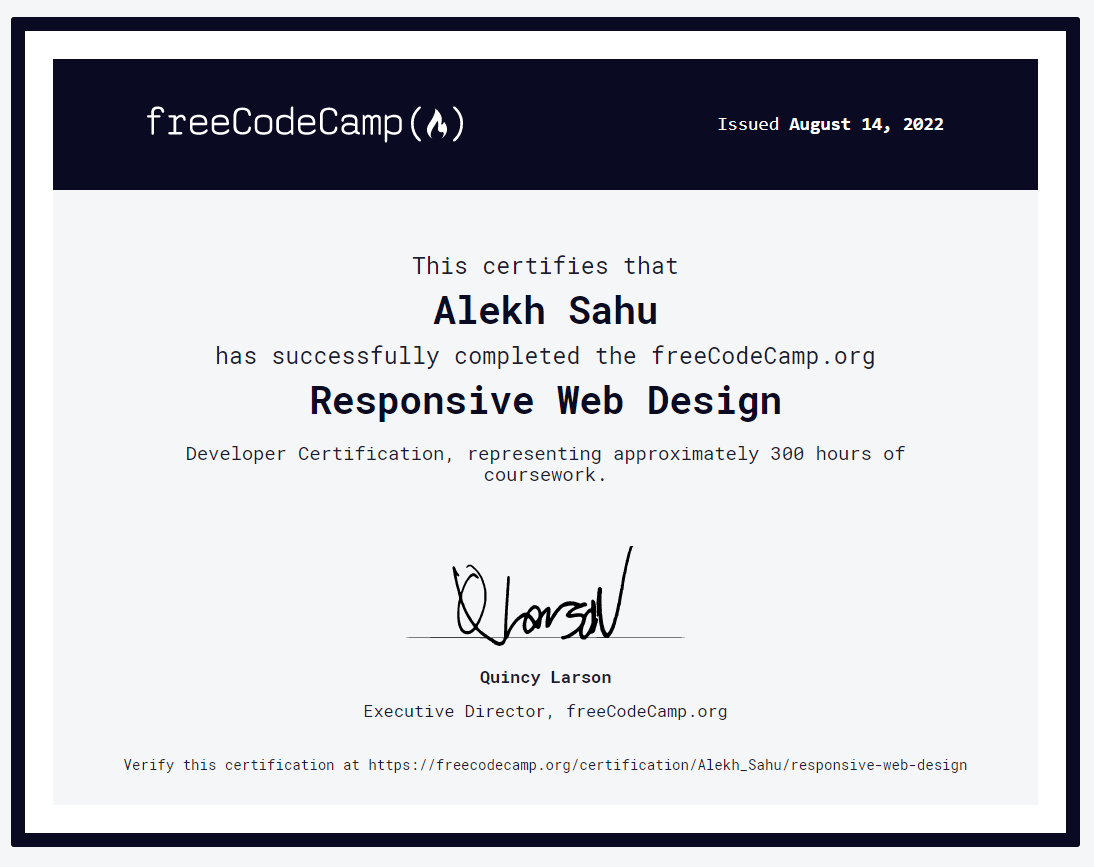 freeCodeCamp(🔥)
Issued August 14, 2022
This certifies that
Alekh Sahu
has successfully completed the freeCodeCamp.org
Responsive Web Design
Developer Certification, representing approximately 300 hours of
coursework.
Q Larson
Quincy Larson
Executive Director, freeCodeCamp.org
Verify this certification at https://freecodecamp.org/certification/Alekh_Sahu/responsive-web-design